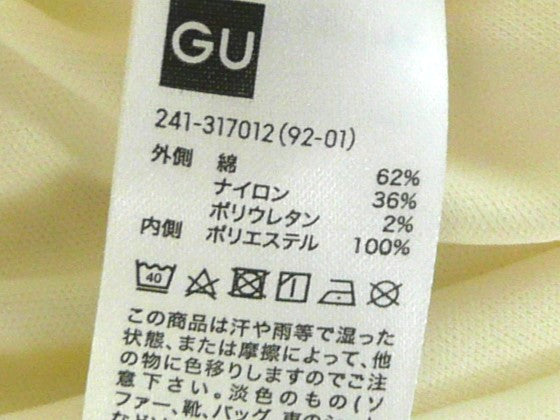 GU
241-317012(92-01)
外側 綿 62%
ナイロン 36%
ポリウレタン 2%
内側 ポリエステル 100%
40
この商品は汗や雨等で湿った
状態、または摩擦によって、他
の物に色移りしますのでご注
意下さい。淡色のもの(ソ
ファー、靴、バッグ、車のシー